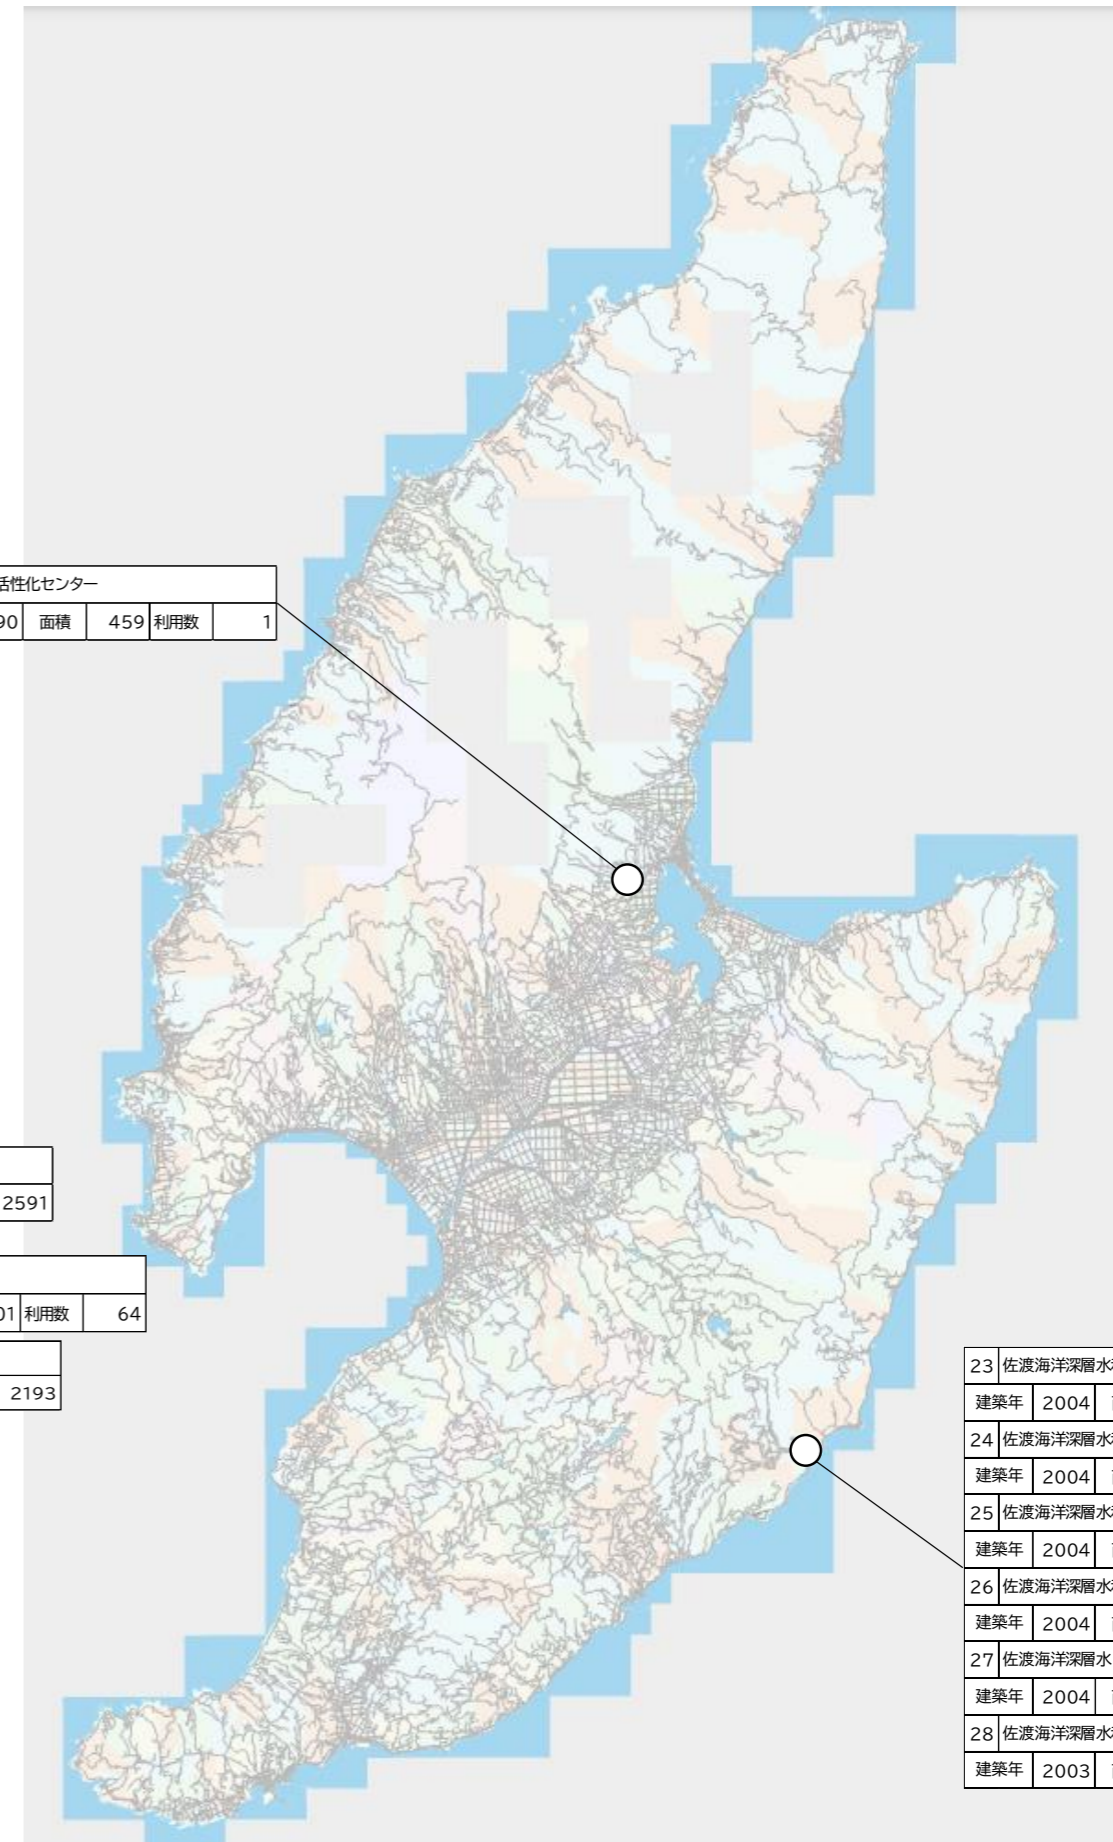 活性化センター
90 面積 459 利用数 1
2591
01 利用数 64
2193
23 佐渡海洋深層水
建築年 2004
24 佐渡海洋深層水
建築年 2004
25 佐渡海洋深層水
建築年 2004
26 佐渡海洋深層水
建築年 2004
27 佐渡海洋深層水
建築年 2004
28 佐渡海洋深層水
建築年 2003